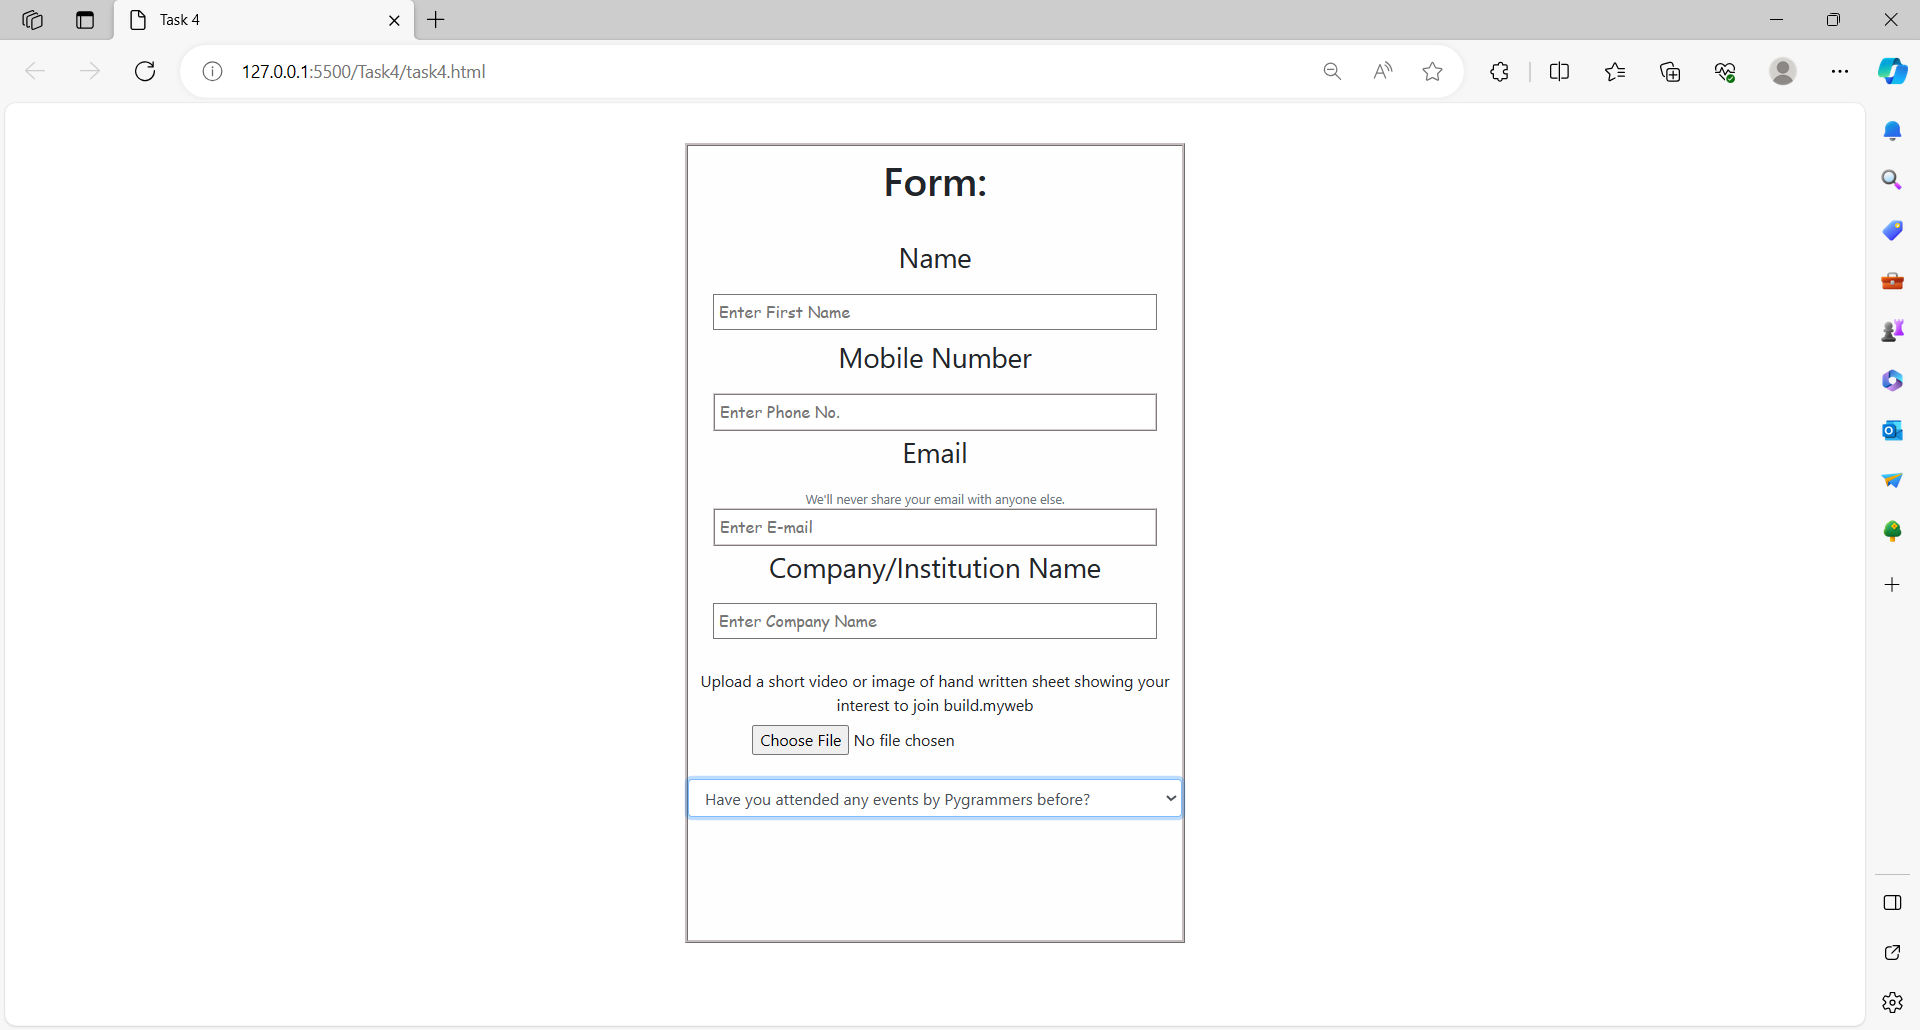 Task 4
127.0.0.1:5500/Task4/task4.html
Form:
Name
Enter First Name
Mobile Number
Enter Phone No.
Email
We'll never share your email with anyone else.
Enter E-mail
Company/Institution Name
Enter Company Name
Upload a short video or image of hand written sheet showing your
interest to join build.myweb
Choose File No file chosen
Have you attended any events by Pygrammers before?